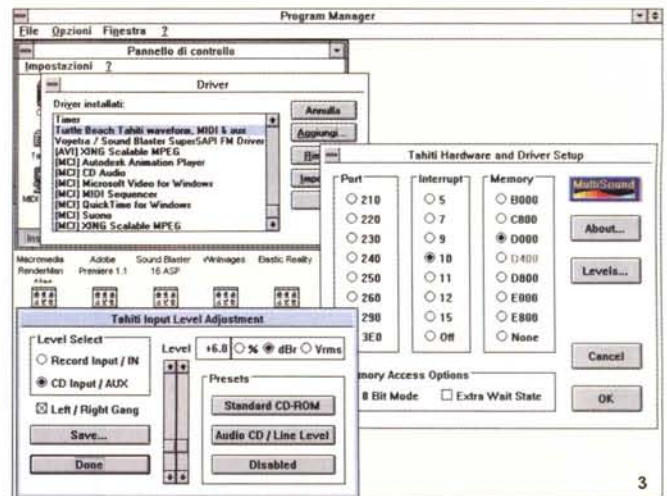 Program Manager
File Opzioni Finestra ?
Pannello di controllo
Impostazioni ?
Driver
Driver installati:
Timer
Turtle Beach Tahiti waveform, MIDI & aux
Voyetra / Sound Blaster SuperSAPI FM Driver
[AVI] XING Scalable MPEG
[MCI] Autodesk Animation Player
[MCI] CD Audio
[MCI] Microsoft Video for Windows
[MCI] MIDI Sequencer
[MCI] QuickTime for Windows
[MCI] Suono
[MCI] XING Scalable MPEG
Annulla
Aggiungi...
Macromedia
RenderMan
Adobe
Premiere 1.1
Sound Blaster
16 ASP
WinImages
Elastic Reality
Tahiti Hardware and Driver Setup
Port
210
220
230
240
250
260
290
3E0
Interrupt
5
7
9
10
11
12
15
Off
Memory
B000
C800
D000
D400
D800
E000
E800
None
MultiSound
About...
Levels...
Cancel
OK
mory Access Options
8 Bit Mode
Extra Wait State
Tahiti Input Level Adjustment
Level Select
Record Input / IN
CD Input / AUX
Left / Right Gang
Save...
Done
Level
+6.0
%
dBr
Vrms
Presets
Standard CD-ROM
Audio CD / Line Level
Disabled
3